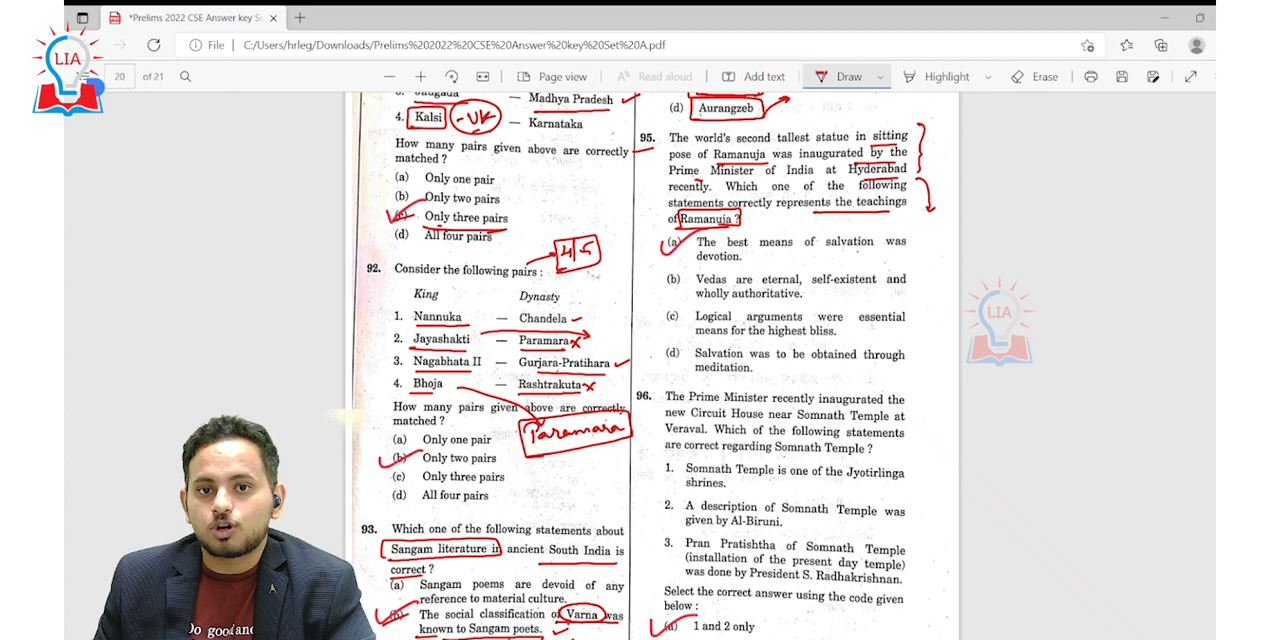 *Prelims 2022 CSE Answer key Se
File
C:/Users/hrleg/Downloads/Prelims%202022%20CSE%20Answer%20key%20Set%20A.pdf
LIA
20 of 21
Page view
Read aloud
Add text
Draw
Highlight
Erase
3. Jaugada — Madhya Pradesh
4. Kalsi - UK — Karnataka
How many pairs given above are correctly
matched ?
(a) Only one pair
(b) Only two pairs
(c) Only three pairs
(d) All four pairs
4/5
92. Consider the following pairs :
King Dynasty
1. Nannuka — Chandela
2. Jayashakti — Paramara
3. Nagabhata II — Gurjara-Pratihara
4. Bhoja — Rashtrakuta
How many pairs given above are correctly
matched ?
Paramara
(a) Only one pair
(b) Only two pairs
(c) Only three pairs
(d) All four pairs
93. Which one of the following statements about
Sangam literature in ancient South India is
correct ?
(a) Sangam poems are devoid of any
reference to material culture.
(b) The social classification of Varna was
known to Sangam poets.
(d) Aurangzeb
95. The world's second tallest statue in sitting
pose of Ramanuja was inaugurated by the
Prime Minister of India at Hyderabad
recently. Which one of the following
statements correctly represents the teachings
of Ramanuja ?
(a) The best means of salvation was
devotion.
(b) Vedas are eternal, self-existent and
wholly authoritative.
(c) Logical arguments were essential
means for the highest bliss.
(d) Salvation was to be obtained through
meditation.
96. The Prime Minister recently inaugurated the
new Circuit House near Somnath Temple at
Veraval. Which of the following statements
are correct regarding Somnath Temple ?
1. Somnath Temple is one of the Jyotirlinga
shrines.
2. A description of Somnath Temple was
given by Al-Biruni.
3. Pran Pratishtha of Somnath Temple
(installation of the present day temple)
was done by President S. Radhakrishnan.
Select the correct answer using the code given
below :
(a) 1 and 2 only
LIA
Do good and